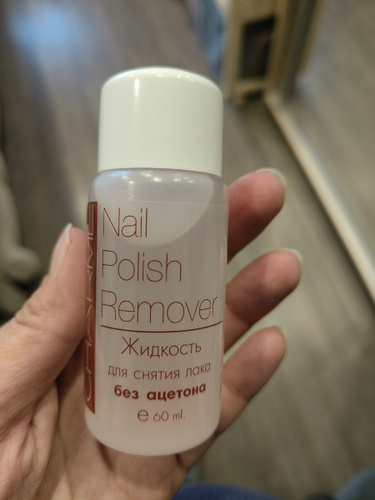 Nail
Polish
Remover
Жидкость
для снятия лака
без ацетона
℮ 60 ml.